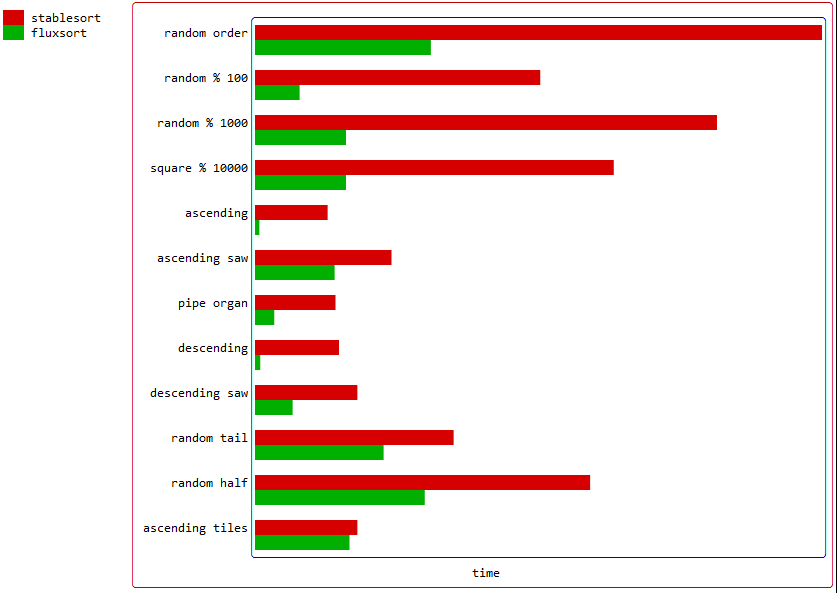 stablesort
fluxsort
random order
random % 100
random % 1000
square % 10000
ascending
ascending saw
pipe organ
descending
descending saw
random tail
random half
ascending tiles
time